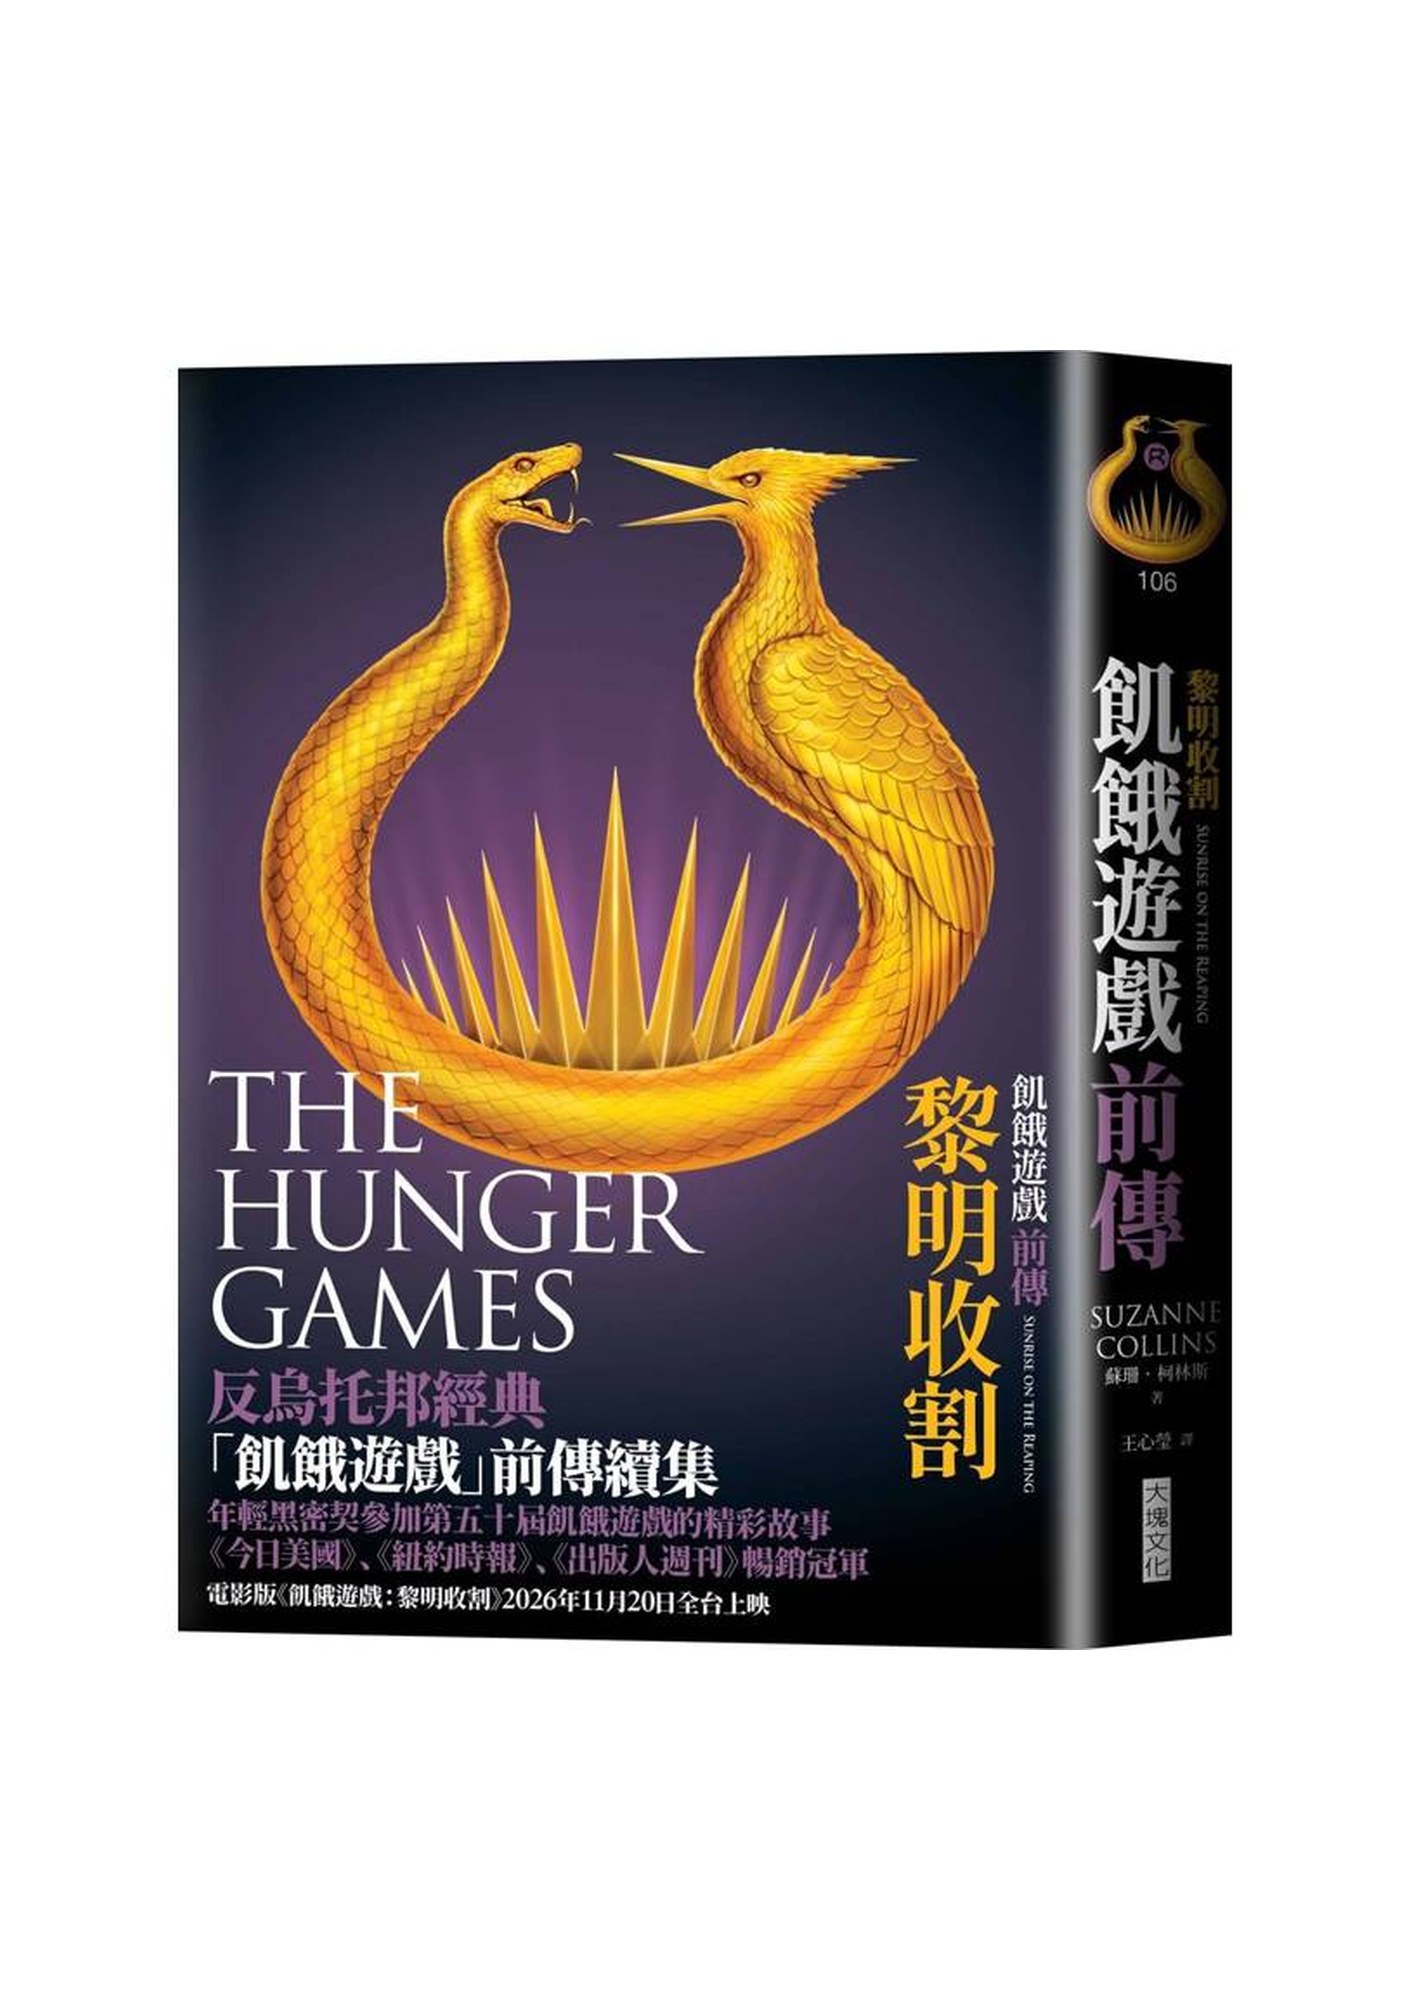 THE
HUNGER
GAMES
反烏托邦經典
「飢餓遊戲」前傳續集
年輕黑密契參加第五十屆飢餓遊戲的精彩故事
《今日美國》、《紐約時報》、《出版人週刊》暢銷冠軍
電影版《飢餓遊戲：黎明收割》2026年11月20日全台上映
飢餓遊戲 前傳
SUNRISE ON THE REAPING
黎明收割
R
106
黎明收割
SUNRISE ON THE REAPING
飢餓遊戲前傳
SUZANNE
COLLINS
蘇珊・柯林斯
著
王心瑩 譯
大塊文化